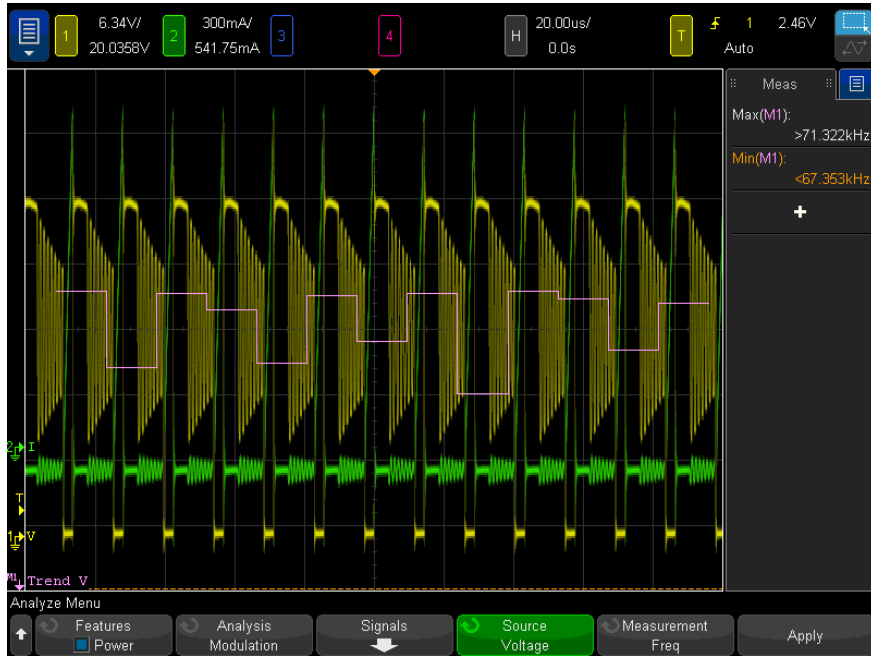 1 6.34V/ 2 300mA/ 3 4 H 20.00us/ T 1 2.46V
20.0358V 541.75mA 0.0s Auto
Meas
Max(M1):
>71.322kHz
Min(M1):
<67.353kHz
+
2 I
T
1 V
M1 Trend V
Analyze Menu
Features Analysis Signals Source Measurement Apply
Power Modulation Voltage Freq